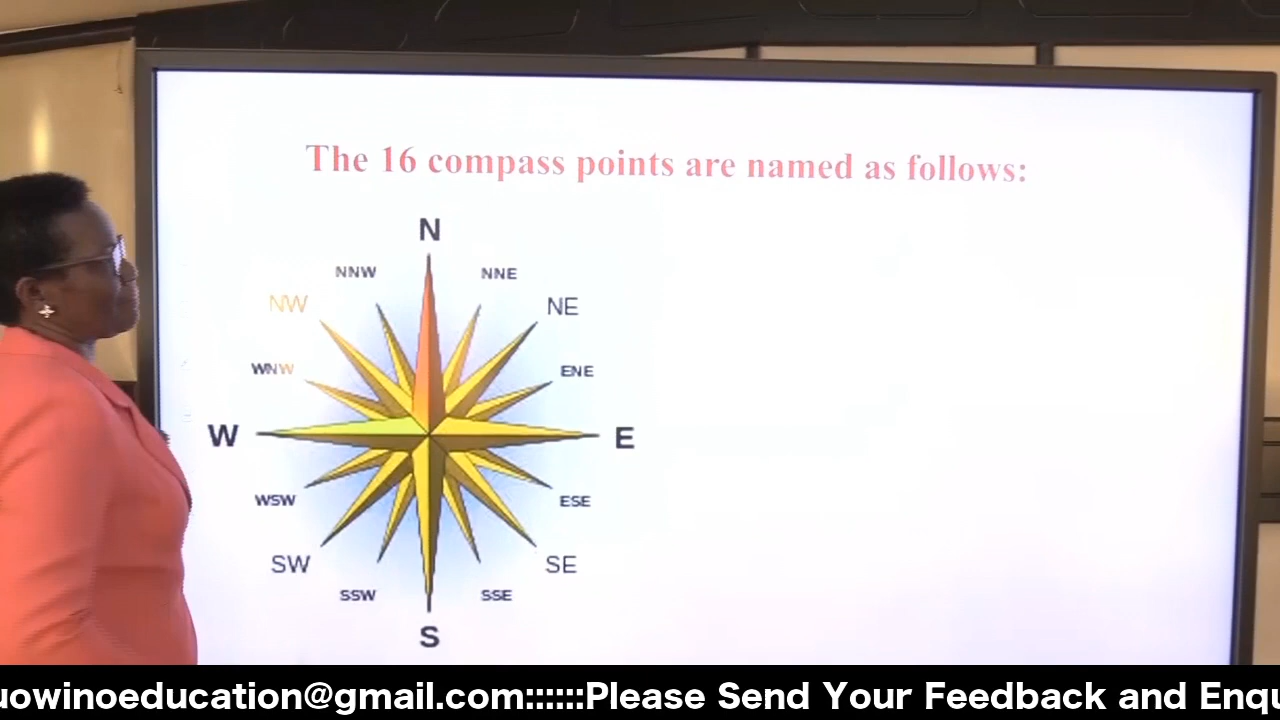 The 16 compass points are named as follows:
N
NNW NNE
NW NE
WNW ENE
W E
WSW ESE
SW SE
SSW SSE
S
uowinoeducation@gmail.com::::::Please Send Your Feedback and Enqu